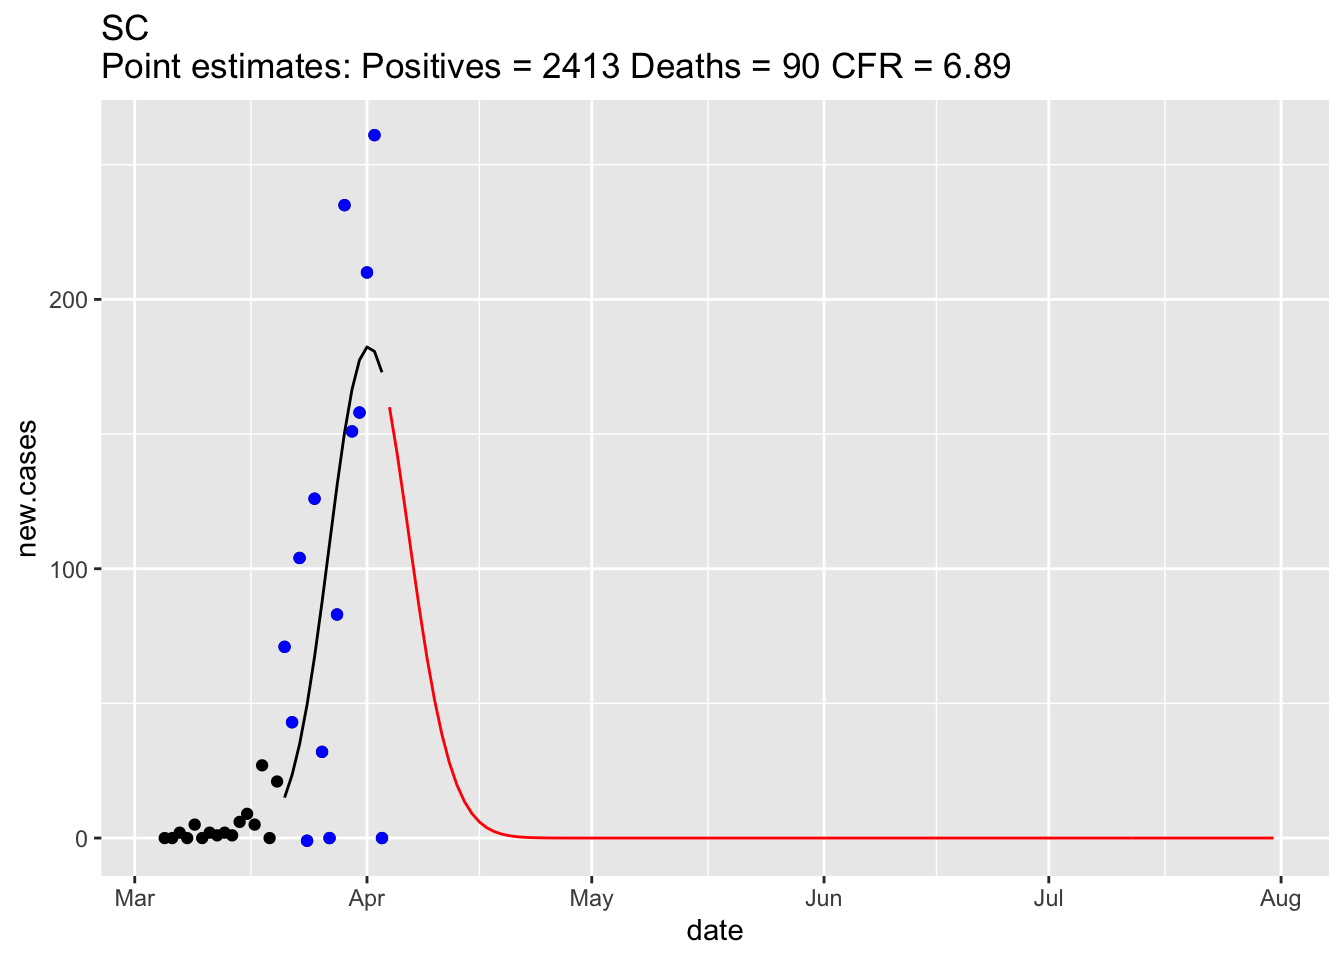 SC
Point estimates: Positives = 2413 Deaths = 90 CFR = 6.89
new.cases
200
100
0
Mar Apr May Jun Jul Aug
date